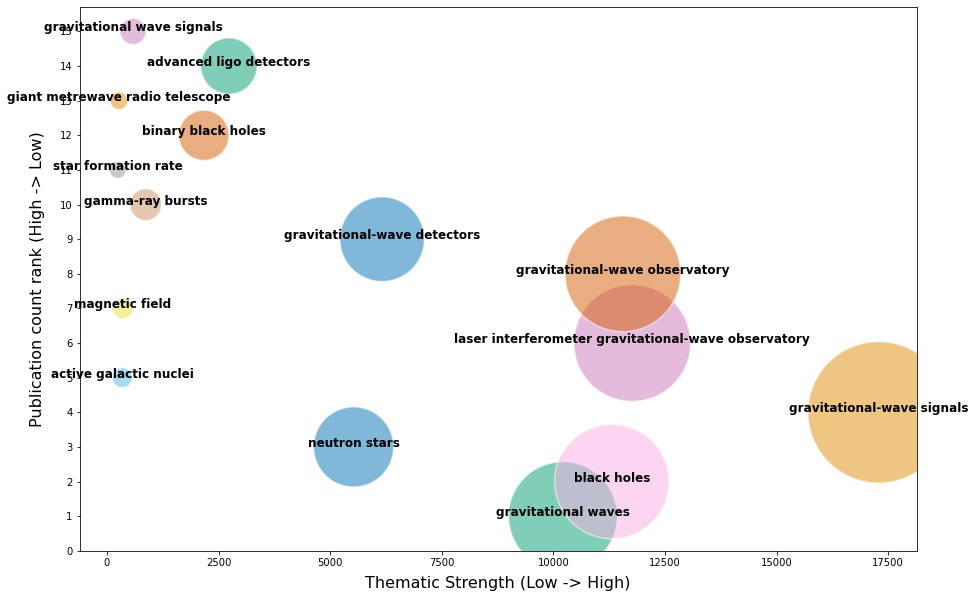 gravitational wave signals
15
advanced ligo detectors
14
giant metrewave radio telescope
13
binary black holes
12
star formation rate
11
gamma-ray bursts
10
gravitational-wave detectors
9
gravitational-wave observatory
8
magnetic field
7
laser interferometer gravitational-wave observatory
6
active galactic nuclei
5
gravitational-wave signals
4
neutron stars
3
black holes
2
gravitational waves
1
0
Publication count rank (High -> Low)
0 2500 5000 7500 10000 12500 15000 17500
Thematic Strength (Low -> High)